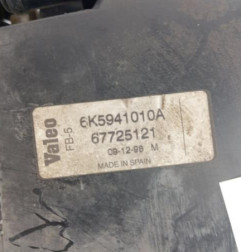 Valeo
FB-5
6K5941010A
67725121
09-12-98 M
MADE IN SPAIN